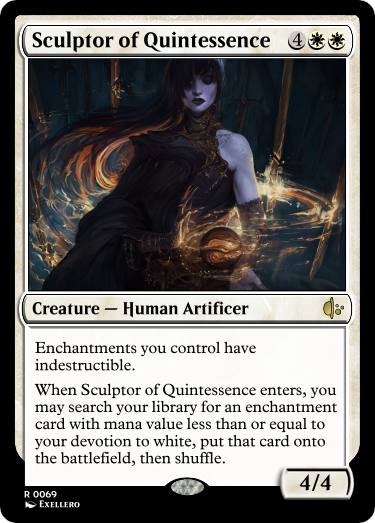 Sculptor of Quintessence 4
Creature — Human Artificer
Enchantments you control have
indestructible.
When Sculptor of Quintessence enters, you
may search your library for an enchantment
card with mana value less than or equal to
your devotion to white, put that card onto
the battlefield, then shuffle.
4/4
R 0069
Exellero